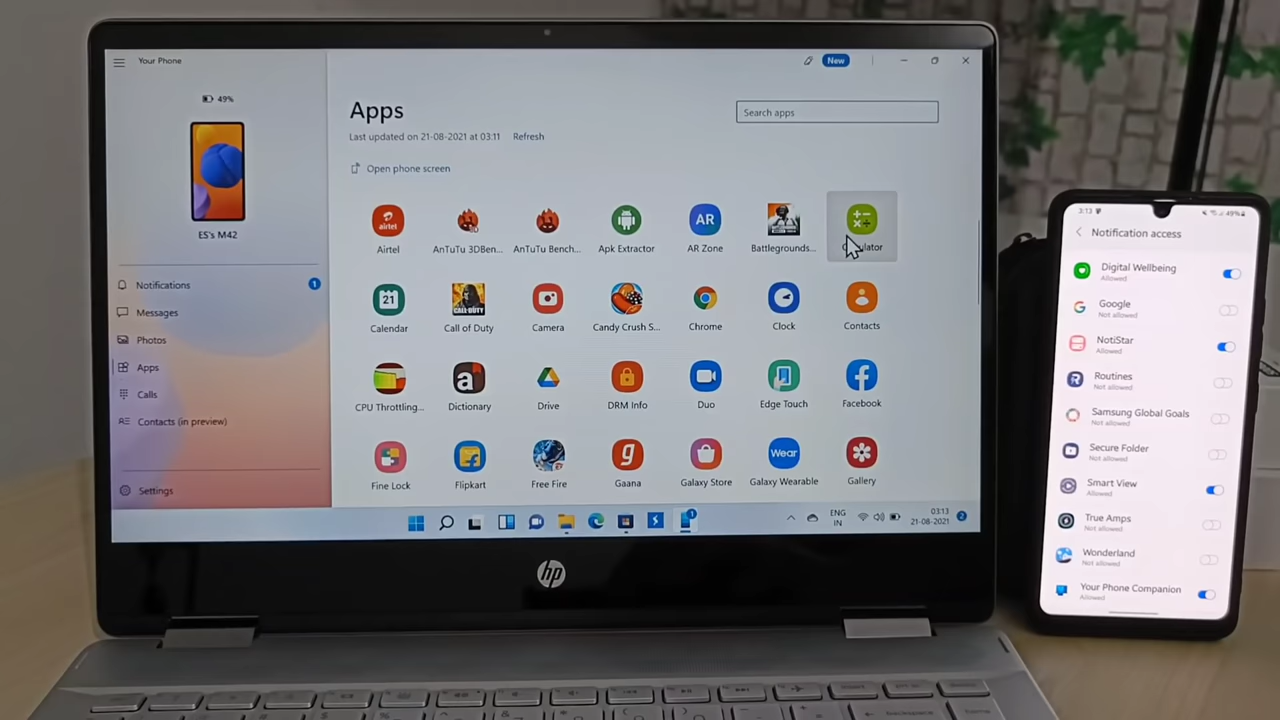 Your Phone
New
49%
ES's M42
Notifications
1
Messages
Photos
Apps
Calls
Contacts (in preview)
Settings
Apps
Search apps
Last updated on 21-08-2021 at 03:11 Refresh
Open phone screen
airtel
AR
Airtel
AnTuTu 3DBen...
AnTuTu Bench...
Apk Extractor
AR Zone
Battlegrounds...
21
Calendar
Call of Duty
Camera
Candy Crush S...
Chrome
Clock
Contacts
a
CPU Throttling...
Dictionary
Drive
DRM Info
Duo
Edge Touch
Facebook
g
Wear
Fine Lock
Flipkart
Free Fire
Gaana
Galaxy Store
Galaxy Wearable
Gallery
1
ENG
IN
03:13
21-08-2021
2
hp
3:13
49%
Notification access
Digital Wellbeing
Allowed
Google
Not allowed
NotiStar
Allowed
Routines
Not allowed
Samsung Global Goals
Not allowed
Secure Folder
Not allowed
Smart View
Allowed
True Amps
Not allowed
Wonderland
Not allowed
Your Phone Companion
Allowed